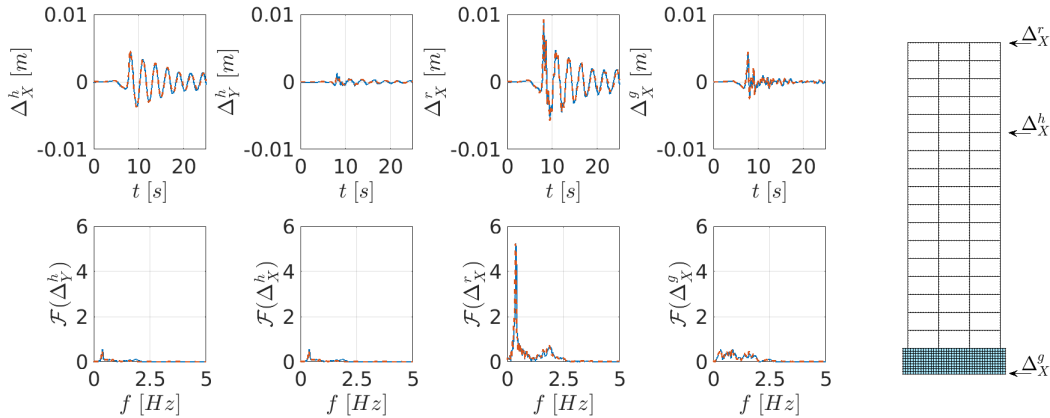 0.01
0
-0.01
Δ_X^h [m]
0 10 20
t [s]
0.01
0
-0.01
Δ_Y^h [m]
0 10 20
t [s]
0.01
0
-0.01
Δ_X^r [m]
0 10 20
t [s]
0.01
0
-0.01
Δ_X^g [m]
0 10 20
t [s]
6
4
2
0
ℱ(Δ_Y^h)
0 2.5 5
f [Hz]
6
4
2
0
ℱ(Δ_X^h)
0 2.5 5
f [Hz]
6
4
2
0
ℱ(Δ_X^r)
0 2.5 5
f [Hz]
6
4
2
0
ℱ(Δ_X^g)
0 2.5 5
f [Hz]
Δ_X^r
Δ_X^h
Δ_X^g